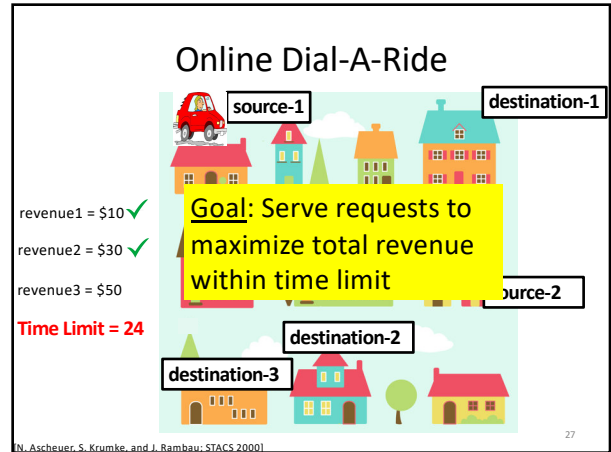 Online Dial-A-Ride
source-1
destination-1
revenue1 = $10
revenue2 = $30
revenue3 = $50
Time Limit = 24
Goal: Serve requests to
maximize total revenue
within time limit
ource-2
destination-2
destination-3
27
[N. Ascheuer, S. Krumke, and J. Rambau: STACS 2000]